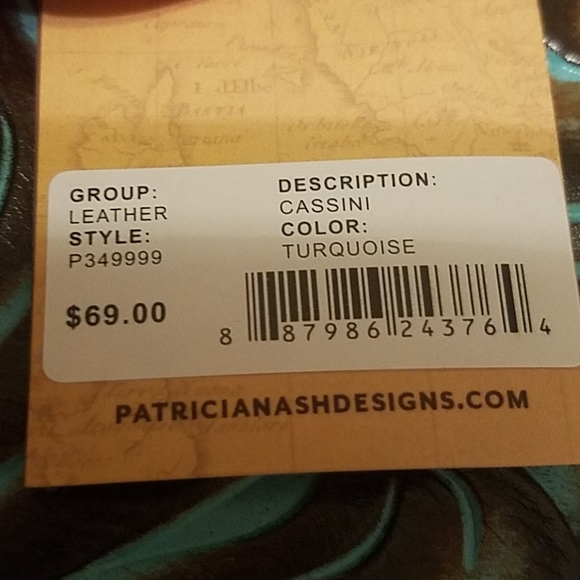 GROUP:
LEATHER
STYLE:
P349999
DESCRIPTION:
CASSINI
COLOR:
TURQUOISE
$69.00
8 87986 24376 4
PATRICIANASHDESIGNS.COM